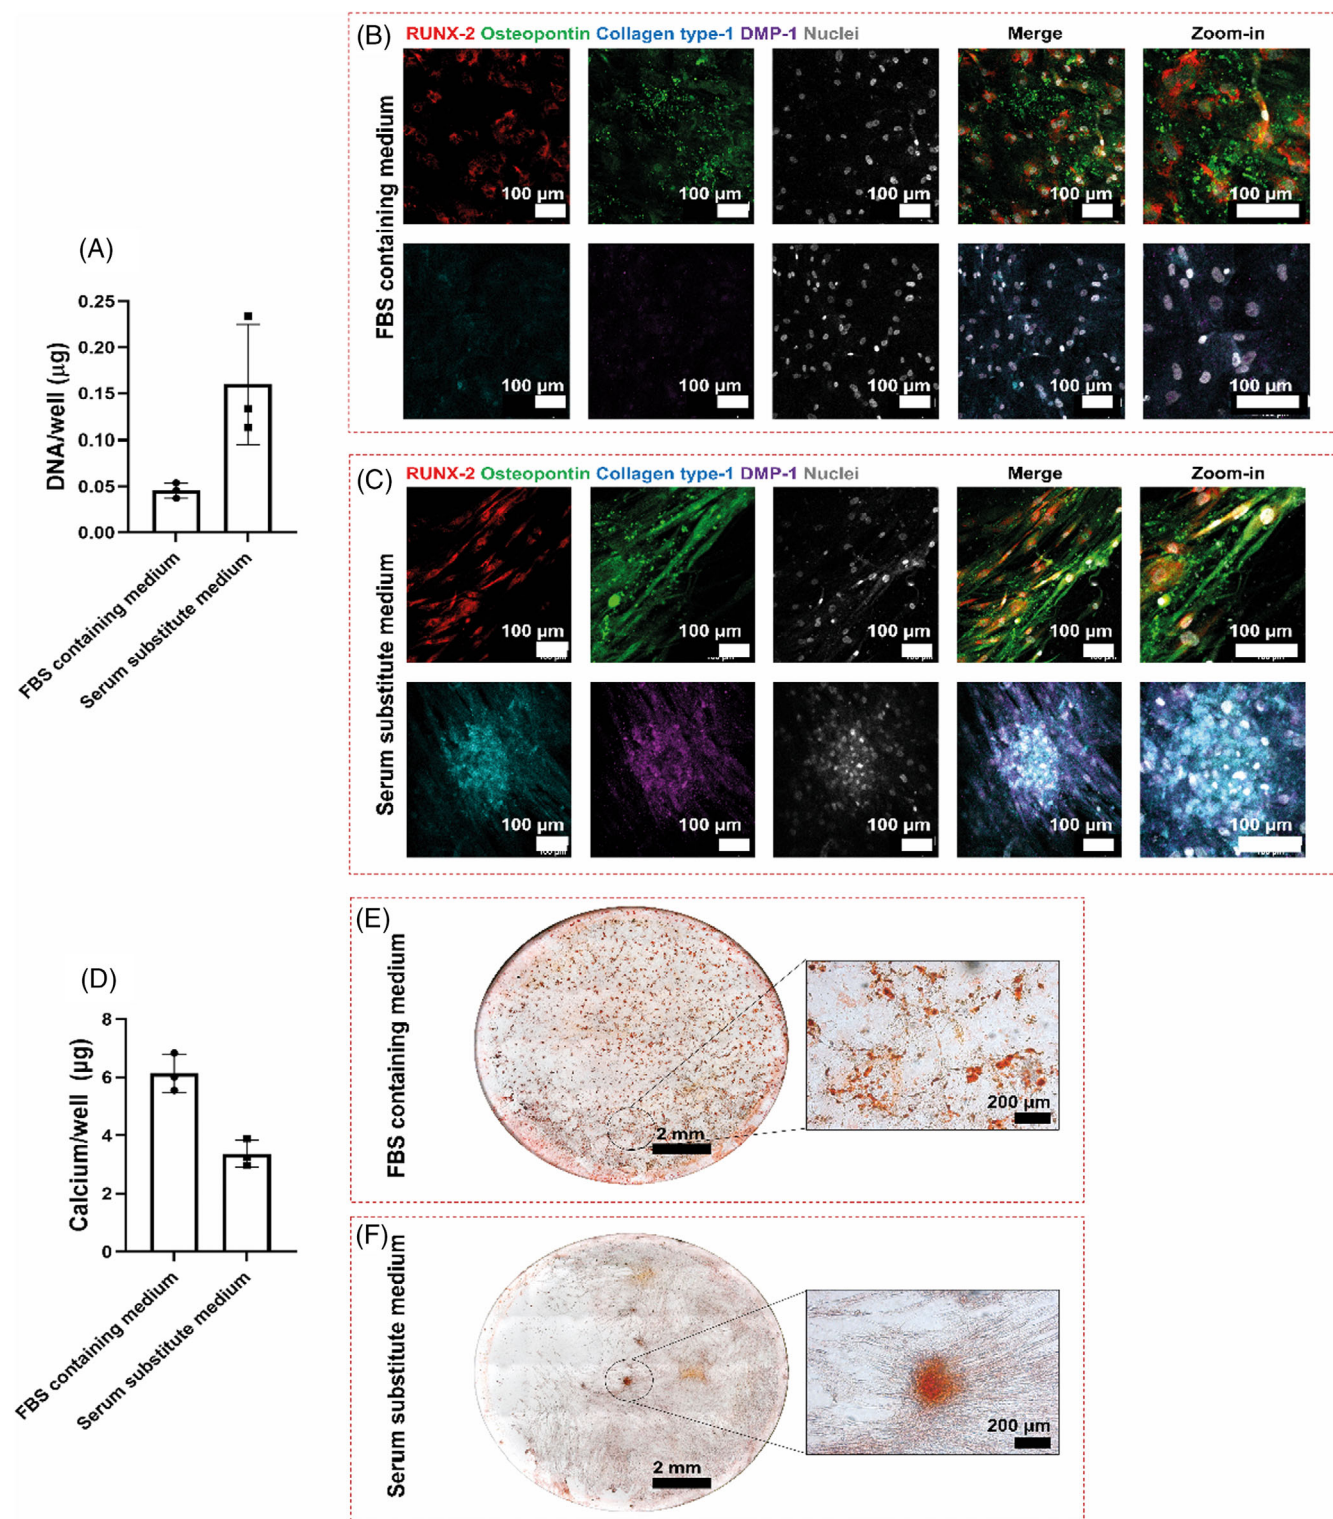 (A)
DNA/well (µg)
0.25
0.20
0.15
0.10
0.05
0.00
FBS containing medium
Serum substitute medium
(B)
RUNX-2 Osteopontin Collagen type-1 DMP-1 Nuclei
Merge
Zoom-in
FBS containing medium
100 µm
100 µm
100 µm
100 µm
100 µm
100 µm
100 µm
100 µm
100 µm
100 µm
(C)
RUNX-2 Osteopontin Collagen type-1 DMP-1 Nuclei
Merge
Zoom-in
Serum substitute medium
100 µm
100 µm
100 µm
100 µm
100 µm
100 µm
100 µm
100 µm
100 µm
100 µm
(D)
Calcium/well (µg)
8
6
4
2
0
FBS containing medium
Serum substitute medium
(E)
FBS containing medium
2 mm
200 µm
(F)
Serum substitute medium
2 mm
200 µm